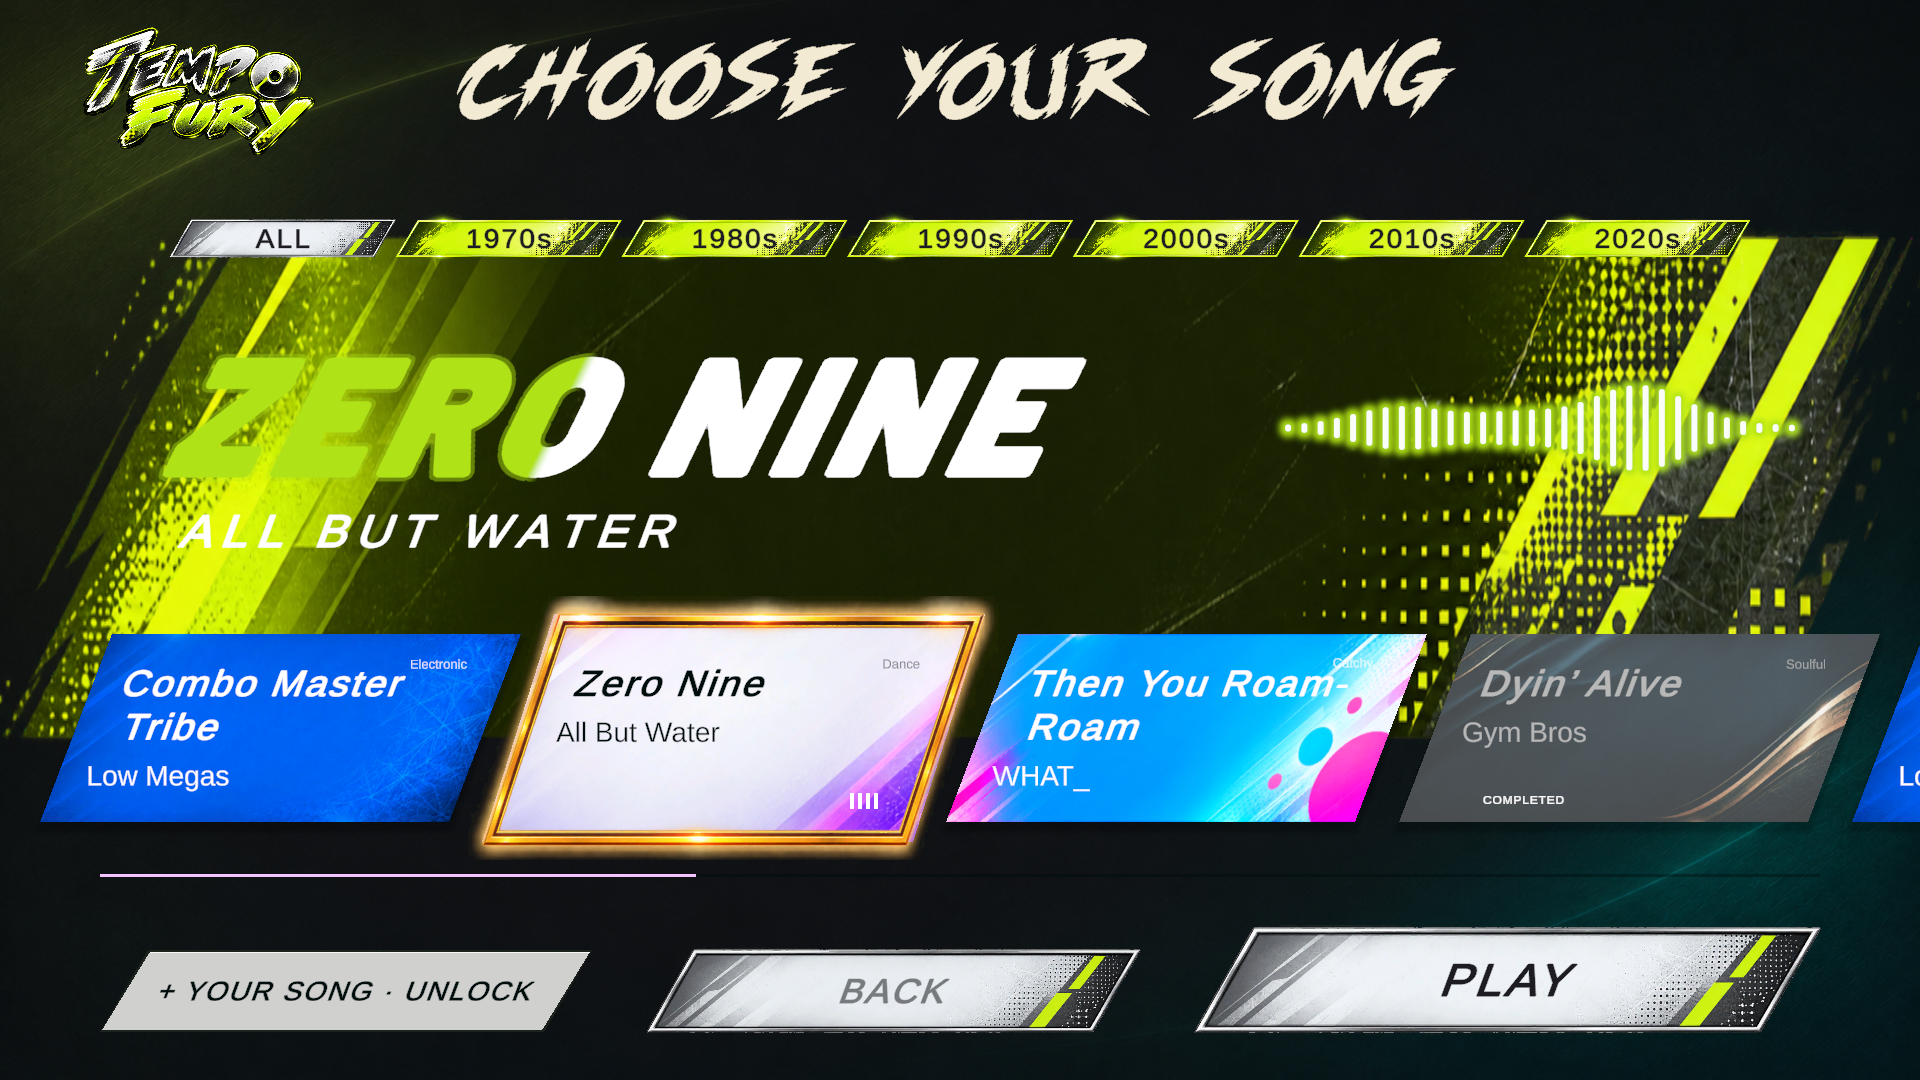 TEMPO
FURY
CHOOSE YOUR SONG
ALL
1970s
1980s
1990s
2000s
2010s
2020s
ZERO NINE
ALL BUT WATER
Electronic
Combo Master
Tribe
Low Megas
Dance
Zero Nine
All But Water
Catchy
Then You Roam-
Roam
WHAT_
Soulful
Dyin’ Alive
Gym Bros
COMPLETED
Lo
+ YOUR SONG · UNLOCK
BACK
PLAY